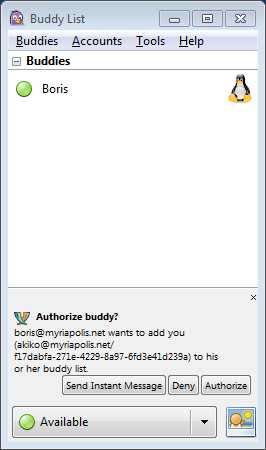 Buddy List
Buddies Accounts Tools Help
Buddies
Boris
Authorize buddy?
boris@myriapolis.net wants to add you
(akiko@myriapolis.net/
f17dabfa-271e-4229-8a97-6fd3e41d239a) to his
or her buddy list.
Send Instant Message Deny Authorize
Available